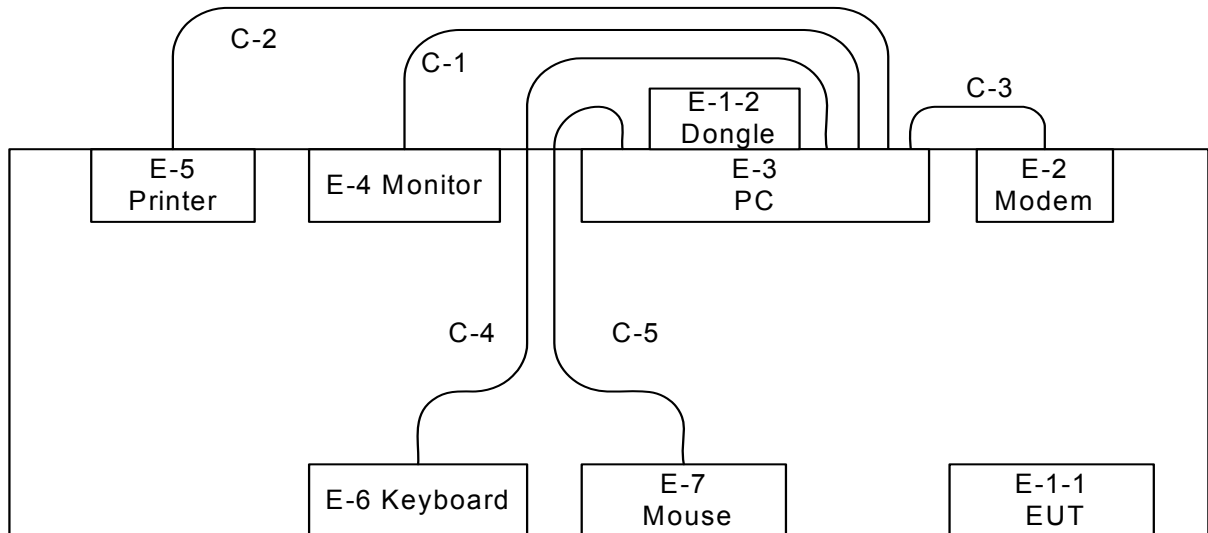 C-2
C-1
C-3
E-1-2
Dongle
E-5
Printer
E-4 Monitor
E-3
PC
E-2
Modem
C-4
C-5
E-6 Keyboard
E-7
Mouse
E-1-1
EUT